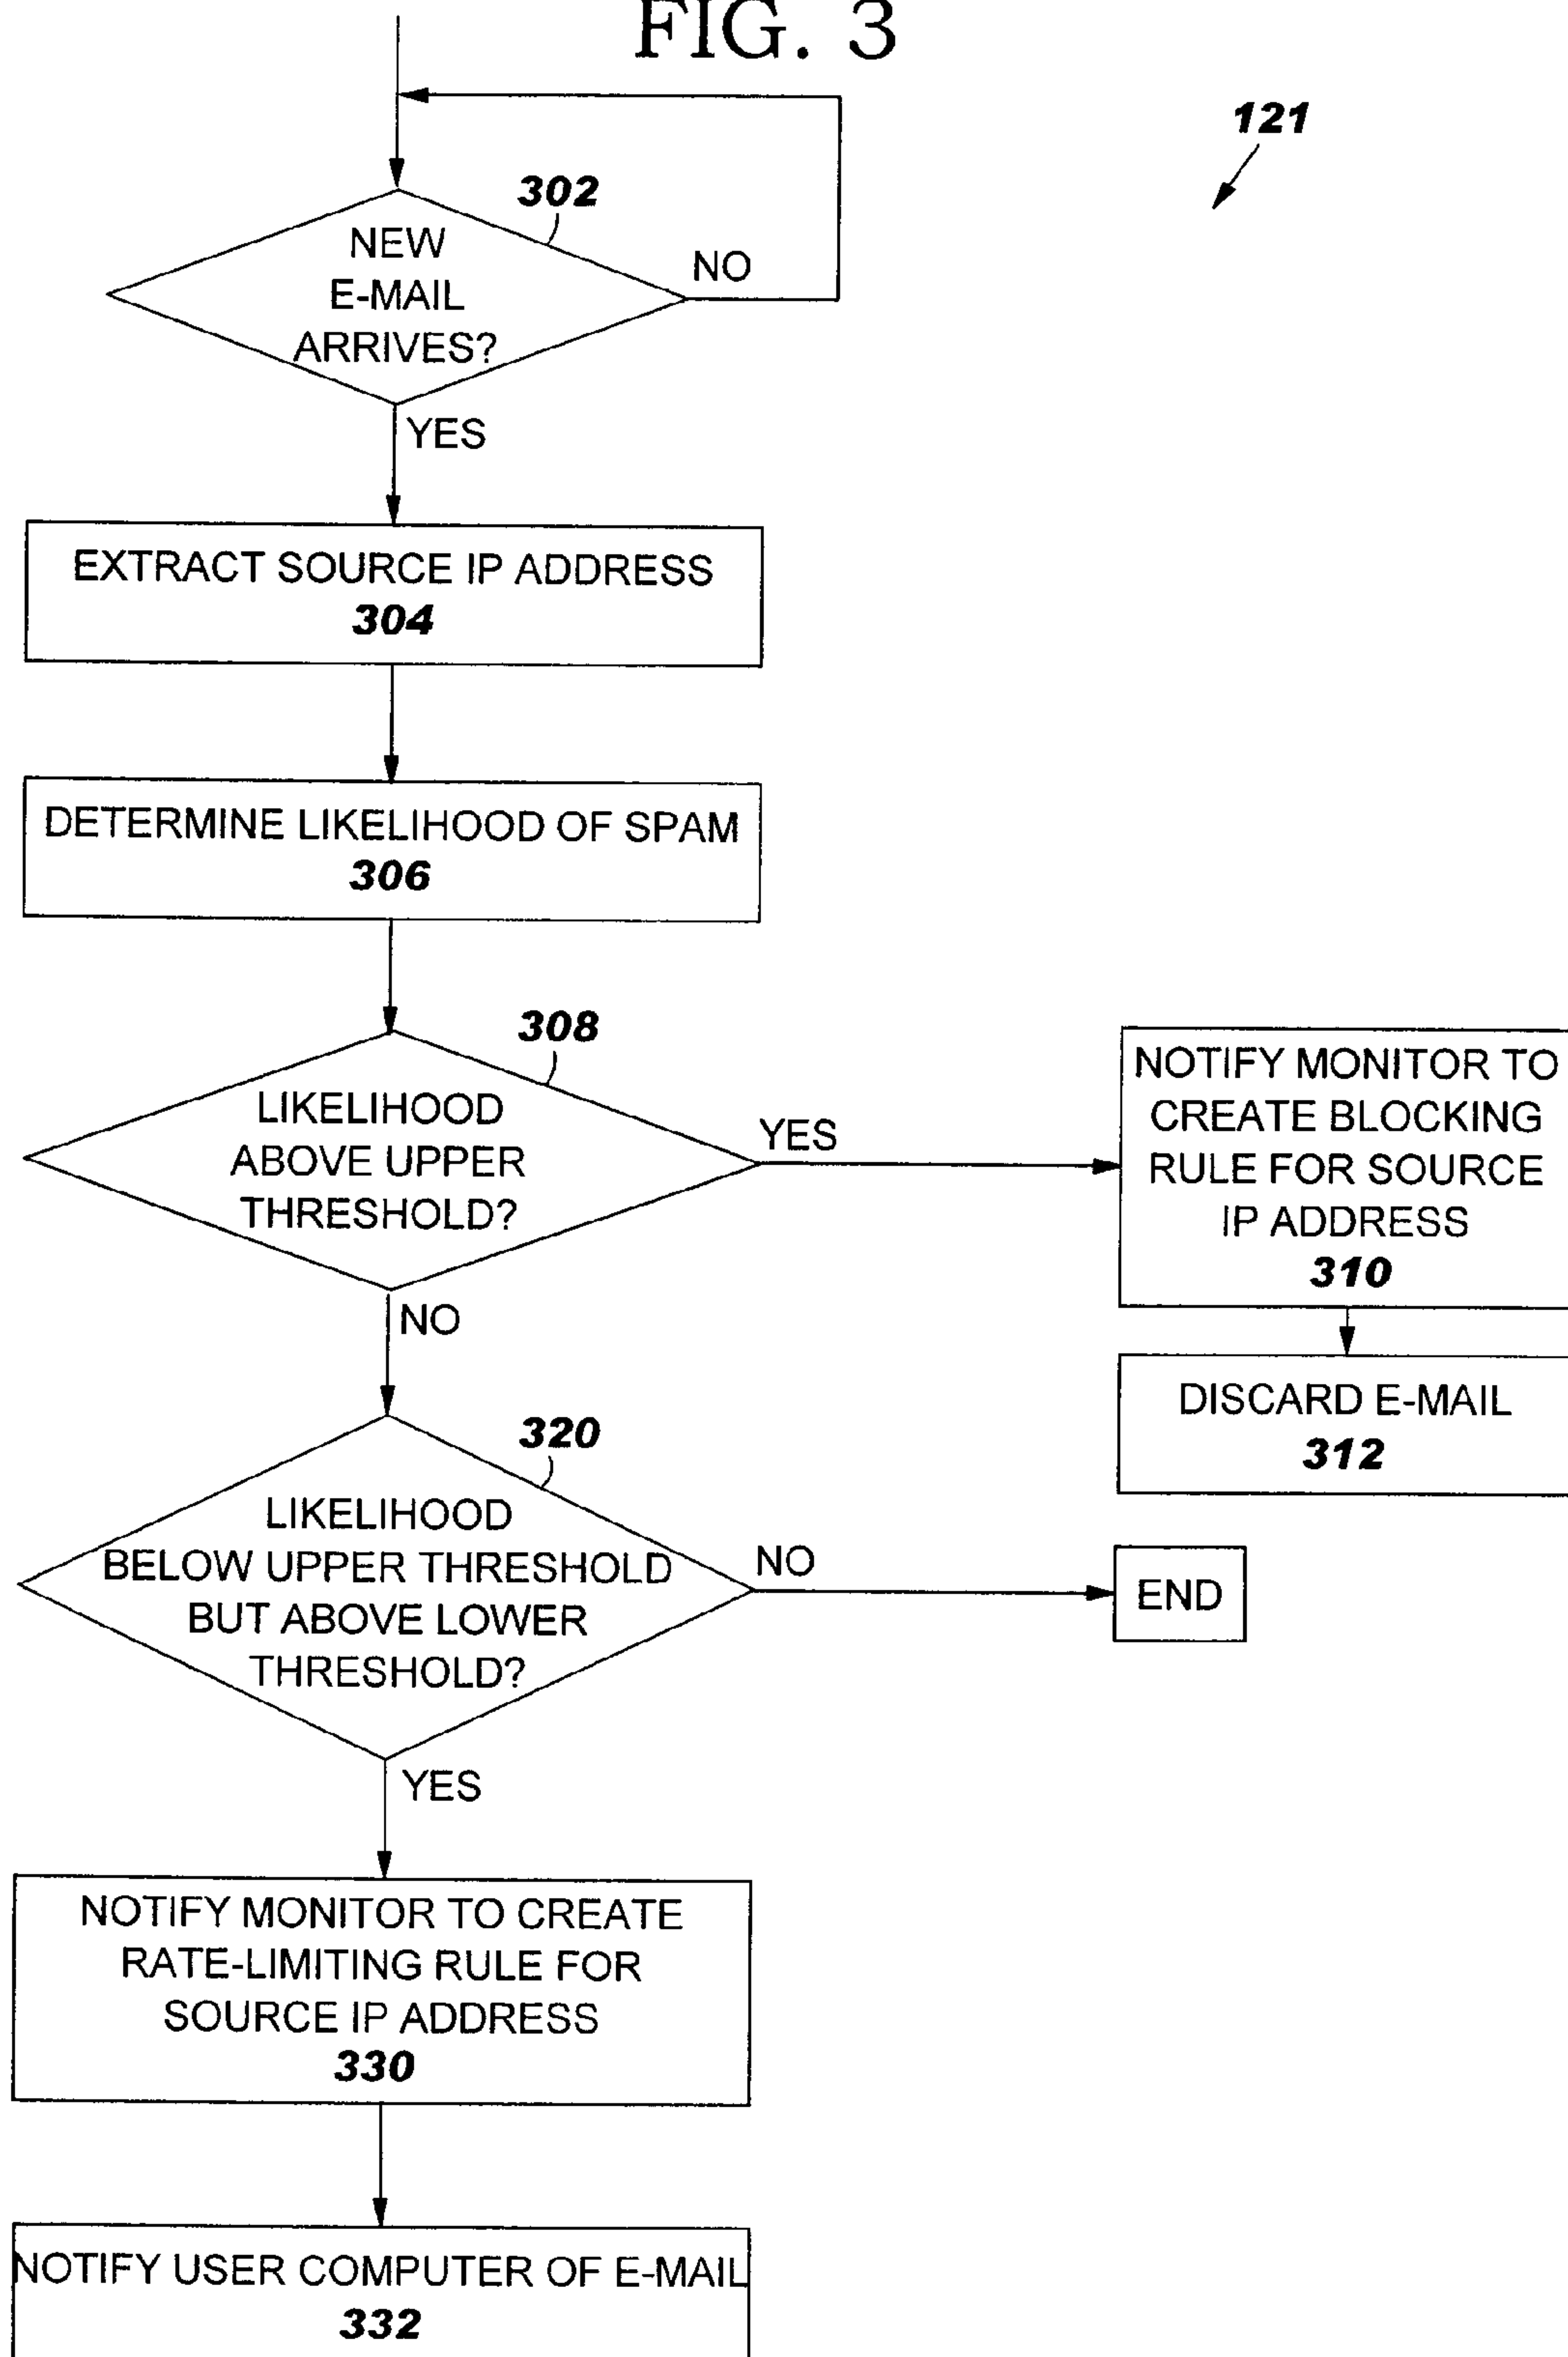 FIG. 3
121
302
NEW
E-MAIL
ARRIVES?
NO
YES
EXTRACT SOURCE IP ADDRESS
304
DETERMINE LIKELIHOOD OF SPAM
306
308
LIKELIHOOD
ABOVE UPPER
THRESHOLD?
YES
NOTIFY MONITOR TO
CREATE BLOCKING
RULE FOR SOURCE
IP ADDRESS
310
NO
DISCARD E-MAIL
312
320
LIKELIHOOD
BELOW UPPER THRESHOLD
BUT ABOVE LOWER
THRESHOLD?
NO
END
YES
NOTIFY MONITOR TO CREATE
RATE-LIMITING RULE FOR
SOURCE IP ADDRESS
330
NOTIFY USER COMPUTER OF E-MAIL
332